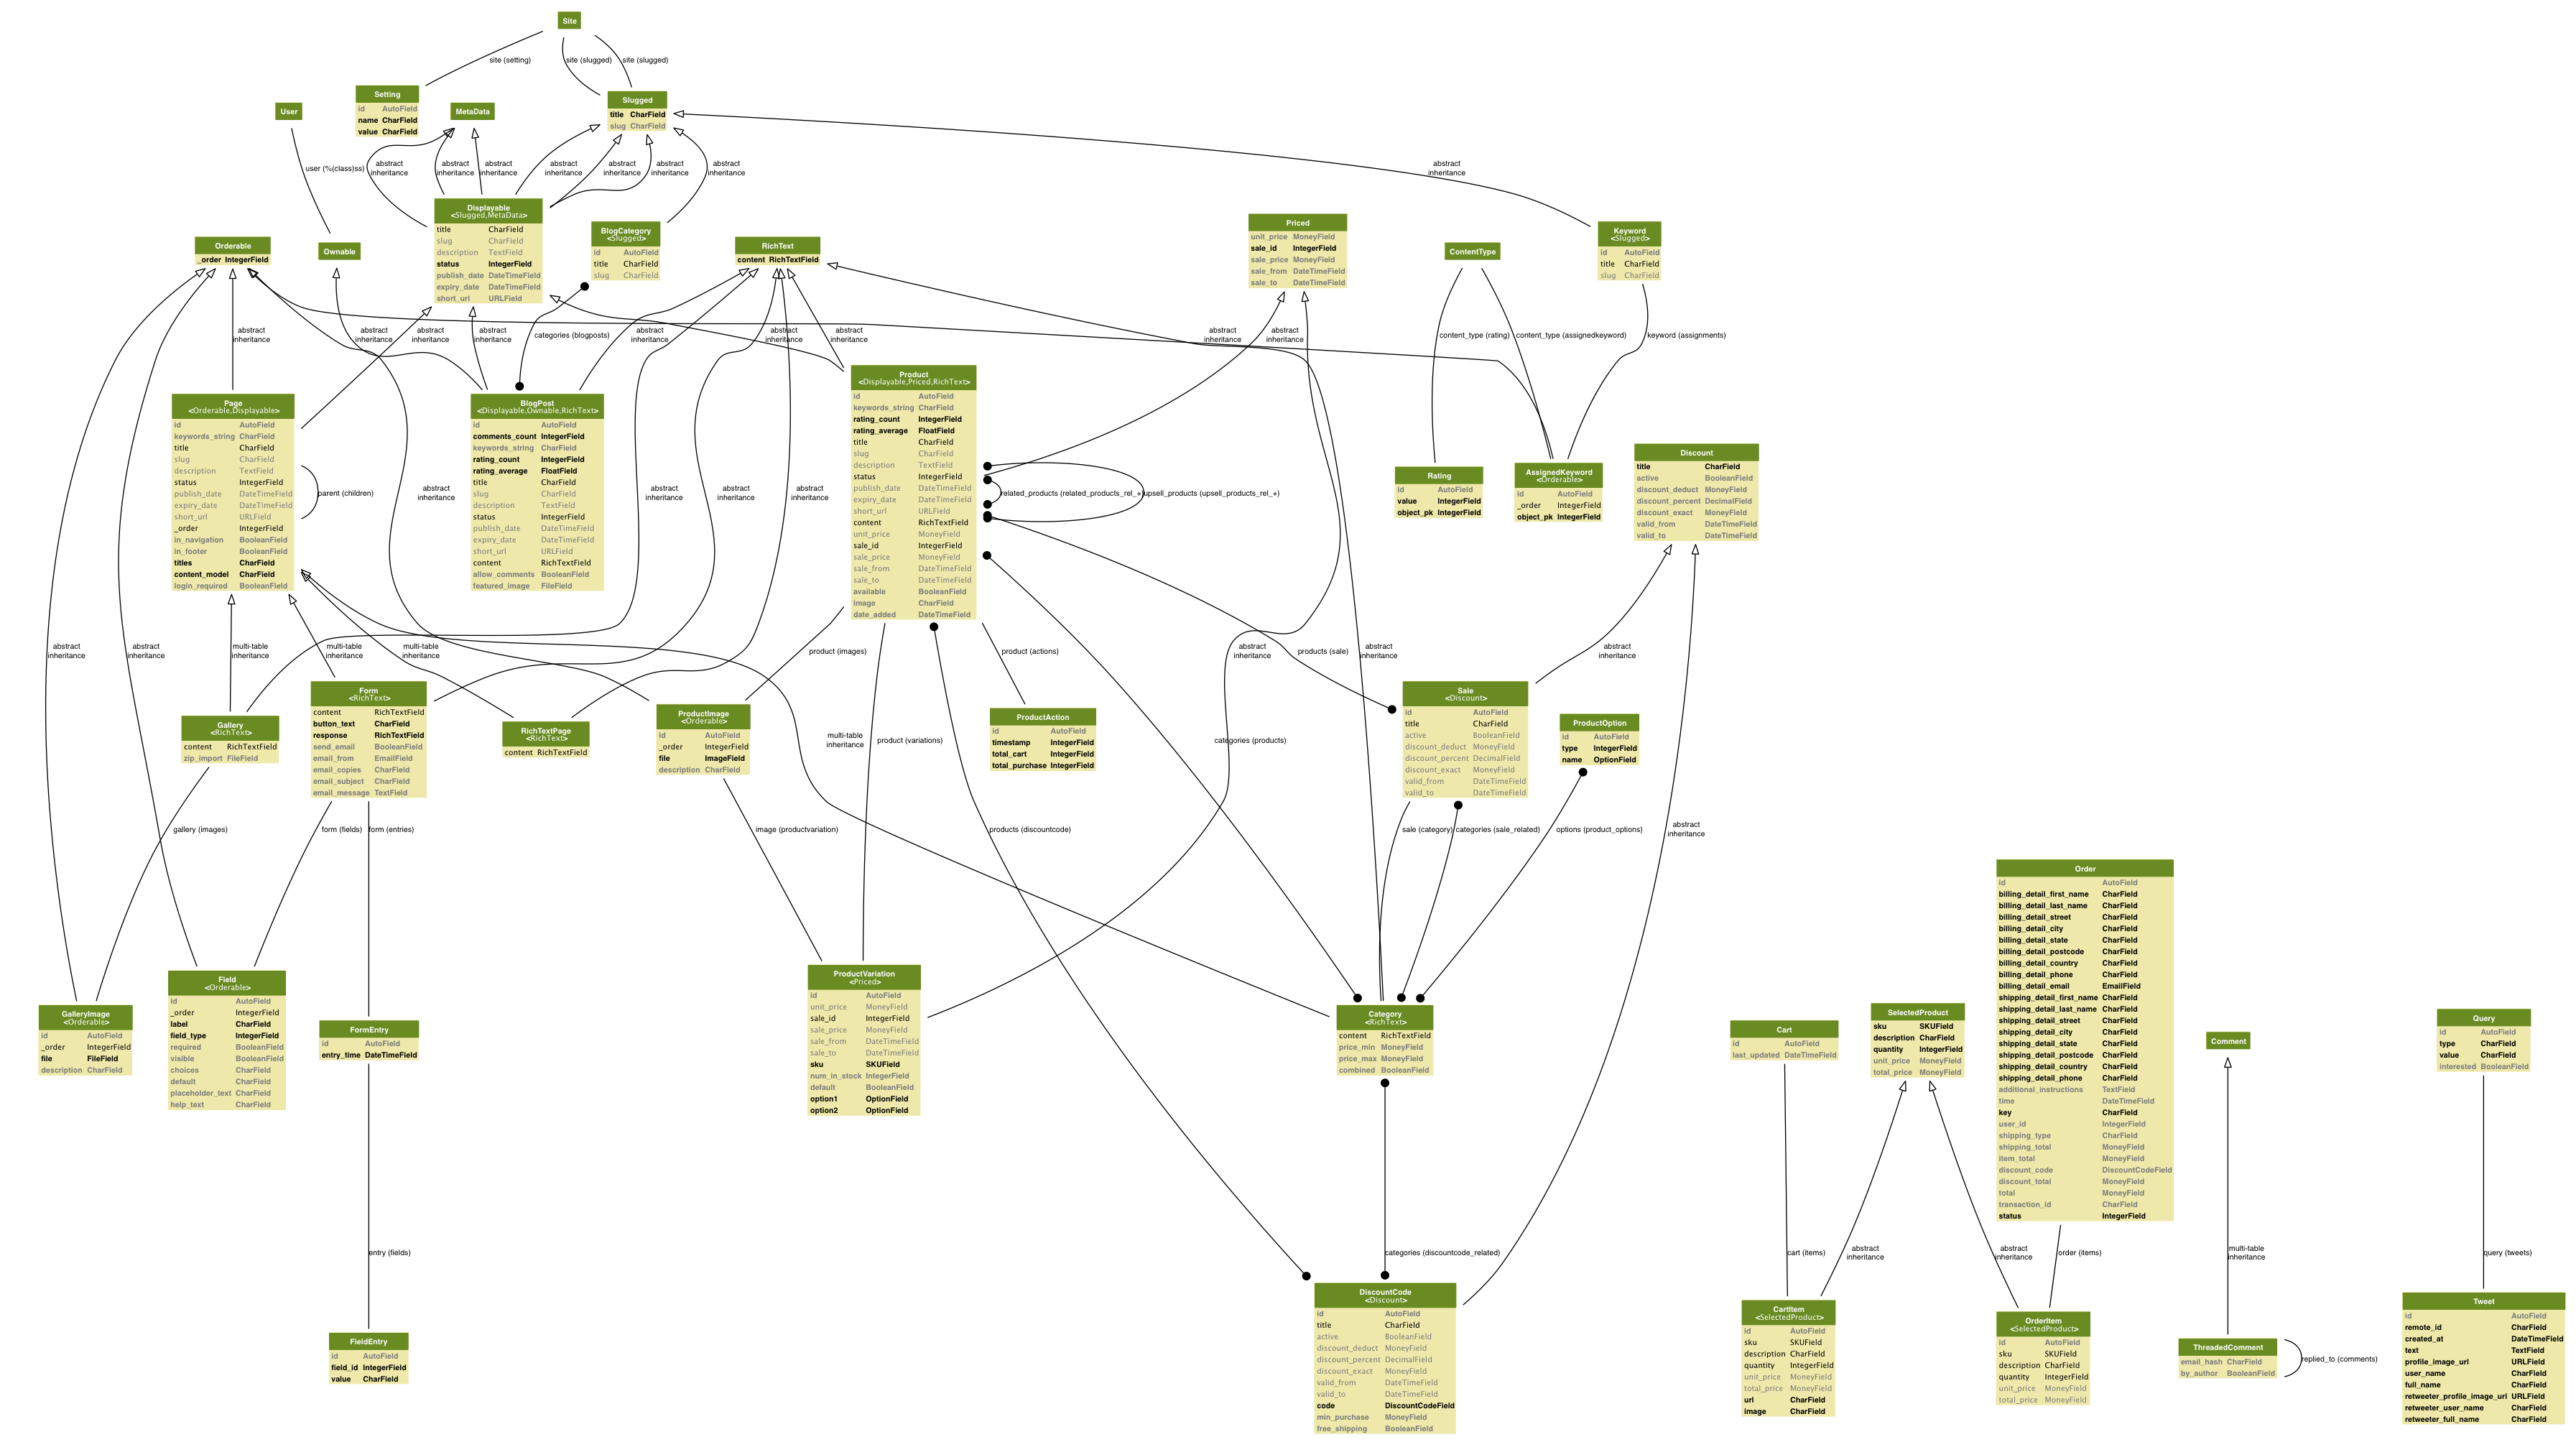 Site
site (setting)
site (slugged)
site (slugged)
Setting
id AutoField
name CharField
value CharField
User
MetaData
Slugged
title CharField
slug CharField
user (%(class)ss)
abstract
inheritance
abstract
inheritance
abstract
inheritance
abstract
inheritance
abstract
inheritance
abstract
inheritance
abstract
inheritance
abstract
inheritance
Orderable
_order IntegerField
Ownable
Displayable
<Slugged,MetaData>
title CharField
slug CharField
description TextField
status IntegerField
publish_date DateTimeField
expiry_date DateTimeField
short_url URLField
BlogCategory
<Slugged>
id AutoField
title CharField
slug CharField
RichText
content RichTextField
Priced
unit_price MoneyField
sale_id IntegerField
sale_price MoneyField
sale_from DateTimeField
sale_to DateTimeField
ContentType
Keyword
<Slugged>
id AutoField
title CharField
slug CharField
abstract
inheritance
abstract
inheritance
abstract
inheritance
abstract
inheritance
categories (blogposts)
abstract
inheritance
abstract
inheritance
abstract
inheritance
abstract
inheritance
abstract
inheritance
content_type (rating)
content_type (assignedkeyword)
keyword (assignments)
Page
<Orderable,Displayable>
id AutoField
keywords_string CharField
title CharField
slug CharField
description TextField
status IntegerField
publish_date DateTimeField
expiry_date DateTimeField
short_url URLField
_order IntegerField
in_navigation BooleanField
in_footer BooleanField
titles CharField
content_model CharField
login_required BooleanField
parent (children)
abstract
inheritance
BlogPost
<Displayable,Ownable,RichText>
id AutoField
comments_count IntegerField
keywords_string CharField
rating_count IntegerField
rating_average FloatField
title CharField
slug CharField
description TextField
status IntegerField
publish_date DateTimeField
expiry_date DateTimeField
short_url URLField
content RichTextField
allow_comments BooleanField
featured_image FileField
abstract
inheritance
abstract
inheritance
abstract
inheritance
Product
<Displayable,Priced,RichText>
id AutoField
keywords_string CharField
rating_count IntegerField
rating_average FloatField
title CharField
slug CharField
description TextField
status IntegerField
publish_date DateTimeField
expiry_date DateTimeField
short_url URLField
content RichTextField
unit_price MoneyField
sale_id IntegerField
sale_price MoneyField
sale_from DateTimeField
sale_to DateTimeField
available BooleanField
image CharField
date_added DateTimeField
related_products (related_products_rel_+)
upsell_products (upsell_products_rel_+)
Rating
id AutoField
value IntegerField
object_pk IntegerField
AssignedKeyword
<Orderable>
id AutoField
_order IntegerField
object_pk IntegerField
Discount
title CharField
active BooleanField
discount_deduct MoneyField
discount_percent DecimalField
discount_exact MoneyField
valid_from DateTimeField
valid_to DateTimeField
abstract
inheritance
abstract
inheritance
multi-table
inheritance
multi-table
inheritance
multi-table
inheritance
product (images)
product (actions)
abstract
inheritance
products (sale)
abstract
inheritance
abstract
inheritance
Gallery
<RichText>
content RichTextField
zip_import FileField
Form
<RichText>
content RichTextField
button_text CharField
response RichTextField
send_email BooleanField
email_from EmailField
email_copies CharField
email_subject CharField
email_message TextField
RichTextPage
<RichText>
content RichTextField
ProductImage
<Orderable>
id AutoField
_order IntegerField
file ImageField
description CharField
multi-table
inheritance
product (variations)
ProductAction
id AutoField
timestamp IntegerField
total_cart IntegerField
total_purchase IntegerField
categories (products)
Sale
<Discount>
id AutoField
title CharField
active BooleanField
discount_deduct MoneyField
discount_percent DecimalField
discount_exact MoneyField
valid_from DateTimeField
valid_to DateTimeField
ProductOption
id AutoField
type IntegerField
name OptionField
gallery (images)
form (fields)
form (entries)
image (productvariation)
products (discountcode)
sale (category)
categories (sale_related)
options (product_options)
abstract
inheritance
GalleryImage
<Orderable>
id AutoField
_order IntegerField
file FileField
description CharField
Field
<Orderable>
id AutoField
_order IntegerField
label CharField
field_type IntegerField
required BooleanField
visible BooleanField
choices CharField
default CharField
placeholder_text CharField
help_text CharField
FormEntry
id AutoField
entry_time DateTimeField
ProductVariation
<Priced>
id AutoField
unit_price MoneyField
sale_id IntegerField
sale_price MoneyField
sale_from DateTimeField
sale_to DateTimeField
sku SKUField
num_in_stock IntegerField
default BooleanField
option1 OptionField
option2 OptionField
Category
<RichText>
content RichTextField
price_min MoneyField
price_max MoneyField
combined BooleanField
Cart
id AutoField
last_updated DateTimeField
SelectedProduct
sku SKUField
description CharField
quantity IntegerField
unit_price MoneyField
total_price MoneyField
Order
id AutoField
billing_detail_first_name CharField
billing_detail_last_name CharField
billing_detail_street CharField
billing_detail_city CharField
billing_detail_state CharField
billing_detail_postcode CharField
billing_detail_country CharField
billing_detail_phone CharField
billing_detail_email EmailField
shipping_detail_first_name CharField
shipping_detail_last_name CharField
shipping_detail_street CharField
shipping_detail_city CharField
shipping_detail_state CharField
shipping_detail_postcode CharField
shipping_detail_country CharField
shipping_detail_phone CharField
additional_instructions TextField
time DateTimeField
key CharField
user_id IntegerField
shipping_type CharField
shipping_total MoneyField
item_total MoneyField
discount_code DiscountCodeField
discount_total MoneyField
total MoneyField
transaction_id CharField
status IntegerField
Comment
Query
id AutoField
type CharField
value CharField
interested BooleanField
entry (fields)
categories (discountcode_related)
cart (items)
abstract
inheritance
abstract
inheritance
order (items)
multi-table
inheritance
query (tweets)
FieldEntry
id AutoField
field_id IntegerField
value CharField
DiscountCode
<Discount>
id AutoField
title CharField
active BooleanField
discount_deduct MoneyField
discount_percent DecimalField
discount_exact MoneyField
valid_from DateTimeField
valid_to DateTimeField
code DiscountCodeField
min_purchase MoneyField
free_shipping BooleanField
CartItem
<SelectedProduct>
id AutoField
sku SKUField
description CharField
quantity IntegerField
unit_price MoneyField
total_price MoneyField
url CharField
image CharField
OrderItem
<SelectedProduct>
id AutoField
sku SKUField
description CharField
quantity IntegerField
unit_price MoneyField
total_price MoneyField
ThreadedComment
email_hash CharField
by_author BooleanField
replied_to (comments)
Tweet
id AutoField
remote_id CharField
created_at DateTimeField
text TextField
profile_image_url URLField
user_name CharField
full_name CharField
retweeter_profile_image_url URLField
retweeter_user_name CharField
retweeter_full_name CharField